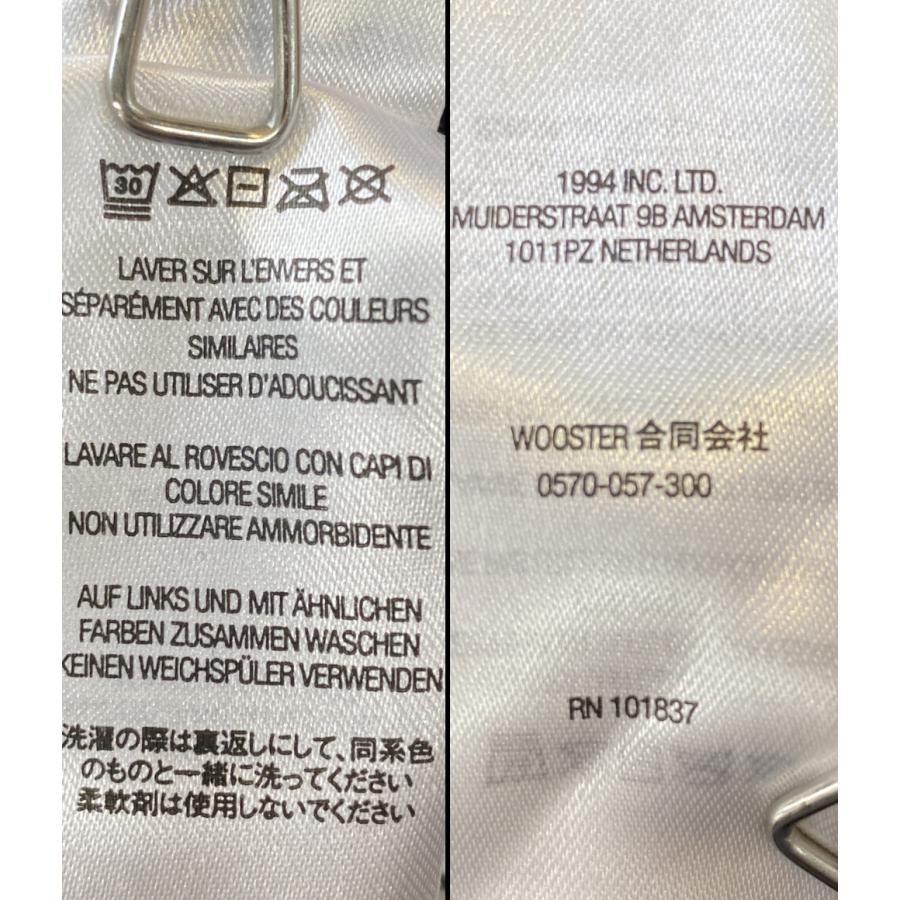 30
LAVER SUR L'ENVERS ET
SÉPARÉMENT AVEC DES COULEURS
SIMILAIRES
NE PAS UTILISER D'ADOUCISSANT
LAVARE AL ROVESCIO CON CAPI DI
COLORE SIMILE
NON UTILIZZARE AMMORBIDENTE
AUF LINKS UND MIT ÄHNLICHEN
FARBEN ZUSAMMEN WASCHEN
KEINEN WEICHSPÜLER VERWENDEN
洗濯の際は裏返しにして、同系色
のものと一緒に洗ってください
柔軟剤は使用しないでください
1994 INC. LTD.
MUIDERSTRAAT 9B AMSTERDAM
1011PZ NETHERLANDS
WOOSTER 合同会社
0570-057-300
RN 101837